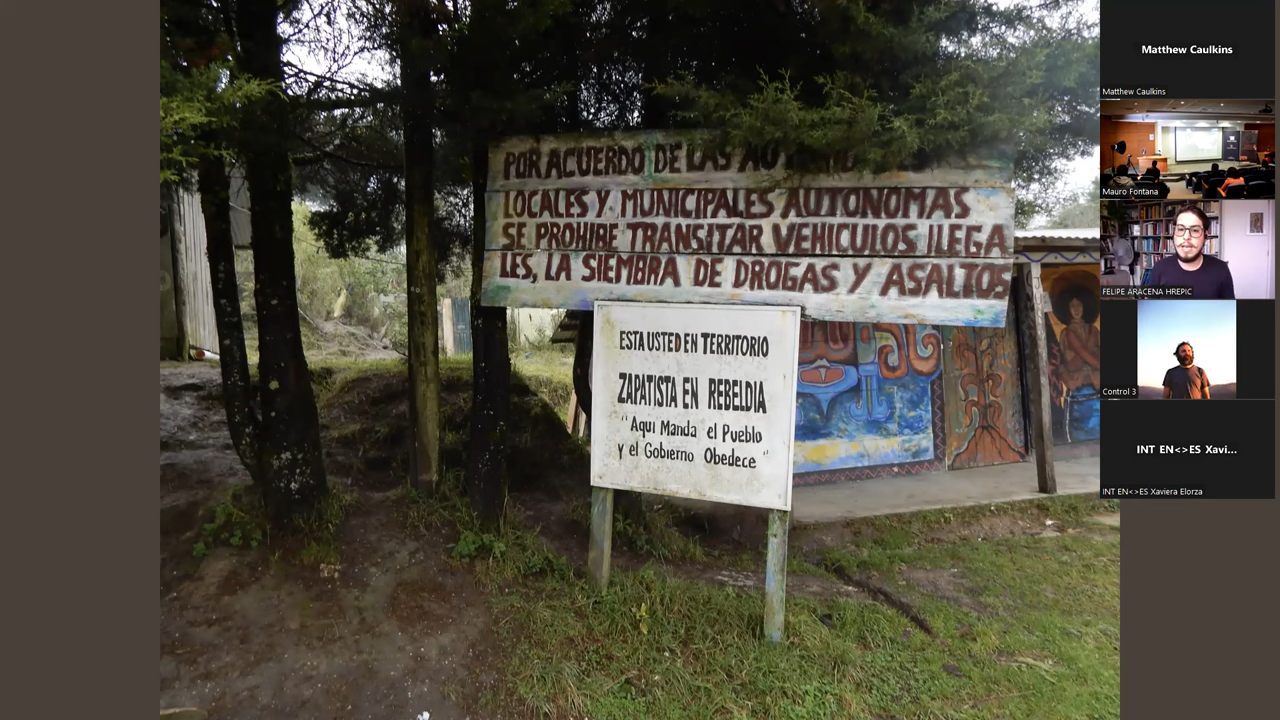 POR ACUERDO DE LAS
LOCALES Y MUNICIPALES AUTONOMAS
SE PROHIBE TRANSITAR VEHICULOS ILEGA
LES, LA SIEMBRA DE DROGAS Y ASALTOS
ESTA USTED EN TERRITORIO
ZAPATISTA EN REBELDIA
"Aqui Manda el Pueblo
y el Gobierno Obedece"
Matthew Caulkins
Matthew Caulkins
Mauro Fontana
FELIPE ARACENA HREPIC
Control 3
INT EN<>ES Xavi...
INT EN<>ES Xaviera Elorza